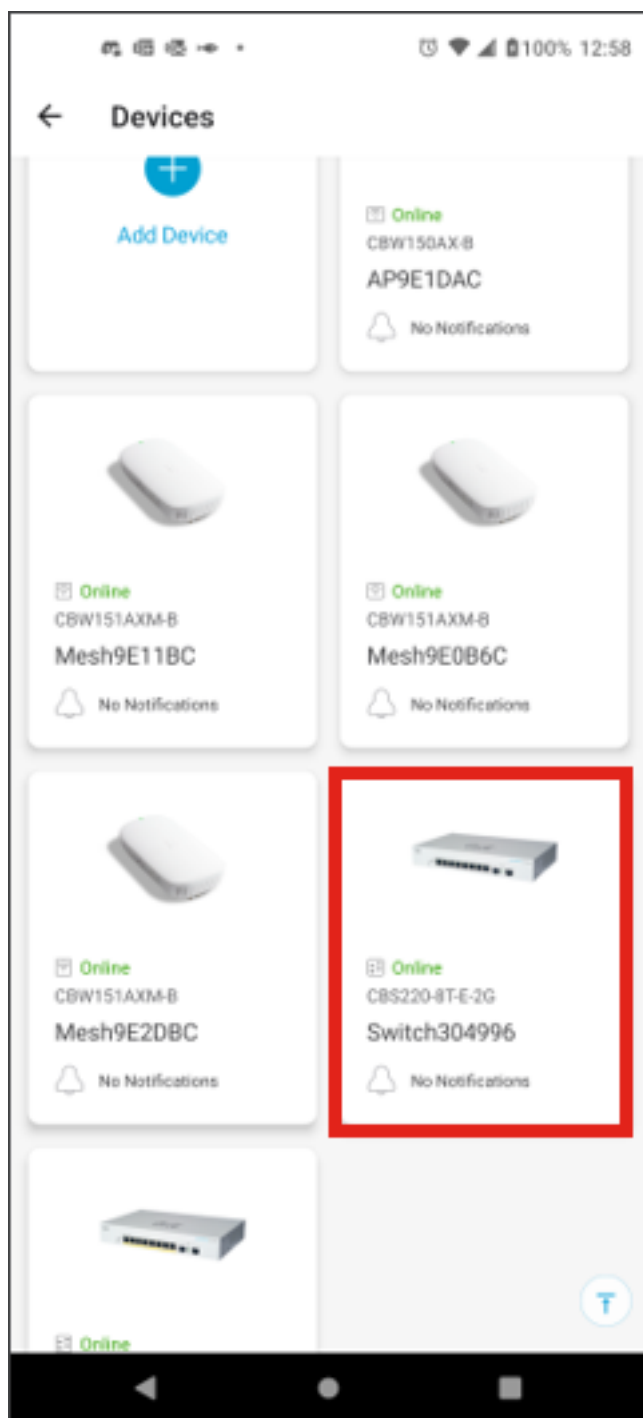 100% 12:58
Devices
Add Device
Online
CBW150AX-B
AP9E1DAC
No Notifications
Online
CBW151AXM-B
Mesh9E11BC
No Notifications
Online
CBW151AXM-B
Mesh9E0B6C
No Notifications
Online
CBW151AXM-B
Mesh9E2DBC
No Notifications
Online
CBS220-8T-E-2G
Switch304996
No Notifications
Online